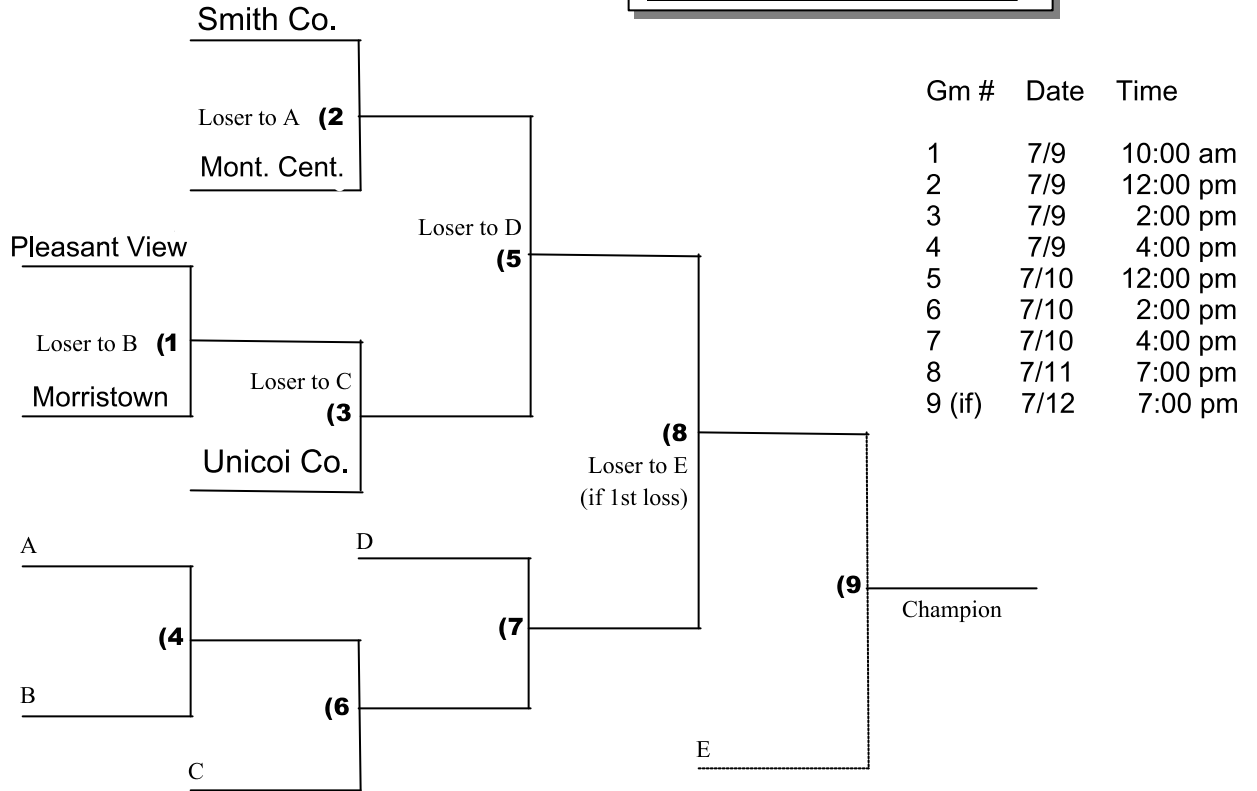 Smith Co.
Loser to A (2
Mont. Cent.
Pleasant View
Loser to B (1
Morristown
Loser to C
(3
Unicoi Co.
Loser to D
(5
(8
Loser to E
(if 1st loss)
A
(4
B
(6
C
D
(7
(9
Champion
E
Gm # Date Time
1 7/9 10:00 am
2 7/9 12:00 pm
3 7/9 2:00 pm
4 7/9 4:00 pm
5 7/10 12:00 pm
6 7/10 2:00 pm
7 7/10 4:00 pm
8 7/11 7:00 pm
9 (if) 7/12 7:00 pm